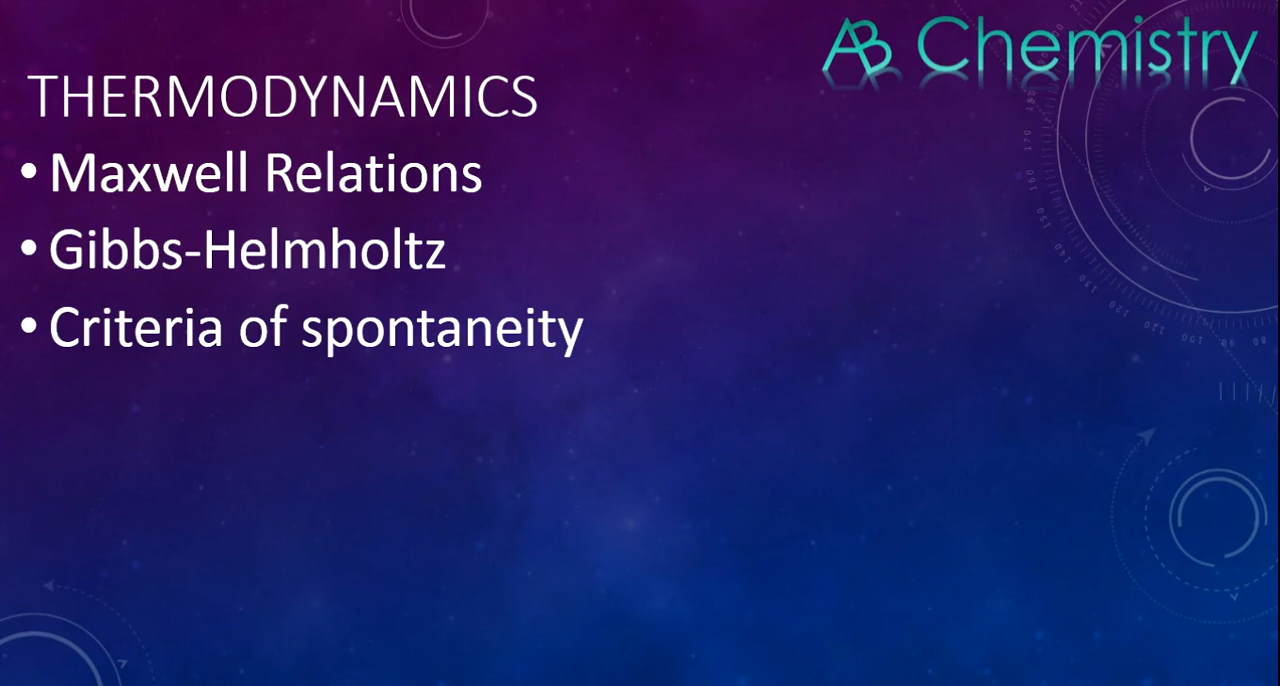 AB Chemistry
THERMODYNAMICS
• Maxwell Relations
• Gibbs-Helmholtz
• Criteria of spontaneity